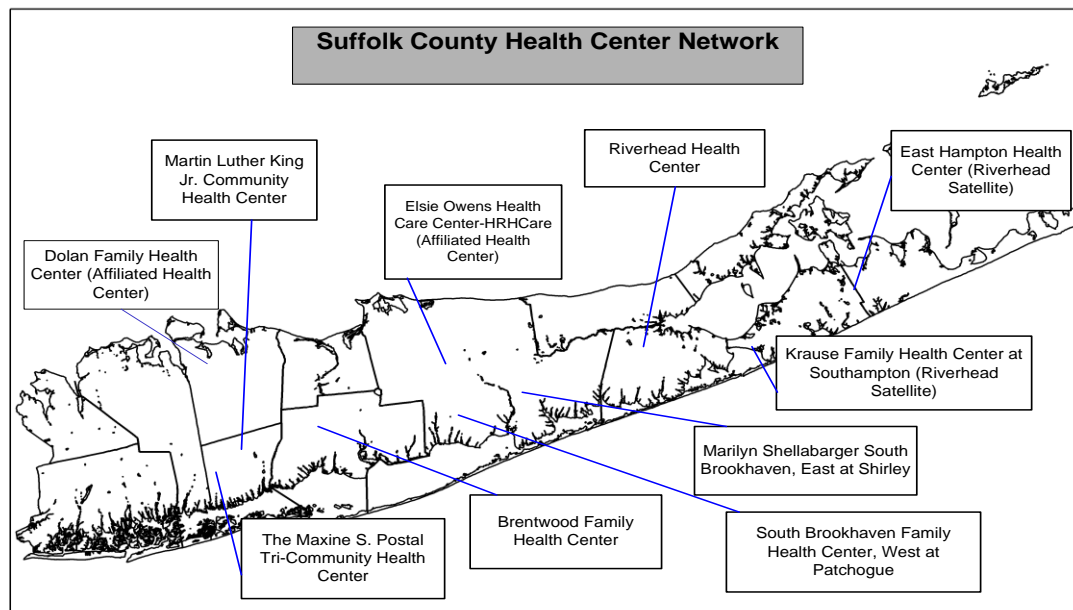 Suffolk County Health Center Network
Martin Luther King
Jr. Community
Health Center
Riverhead Health
Center
East Hampton Health
Center (Riverhead
Satellite)
Elsie Owens Health
Care Center-HRHCare
(Affiliated Health
Center)
Dolan Family Health
Center (Affiliated Health
Center)
Krause Family Health Center at
Southampton (Riverhead
Satellite)
Marilyn Shellabarger South
Brookhaven, East at Shirley
Brentwood Family
Health Center
South Brookhaven Family
Health Center, West at
Patchogue
The Maxine S. Postal
Tri-Community Health
Center